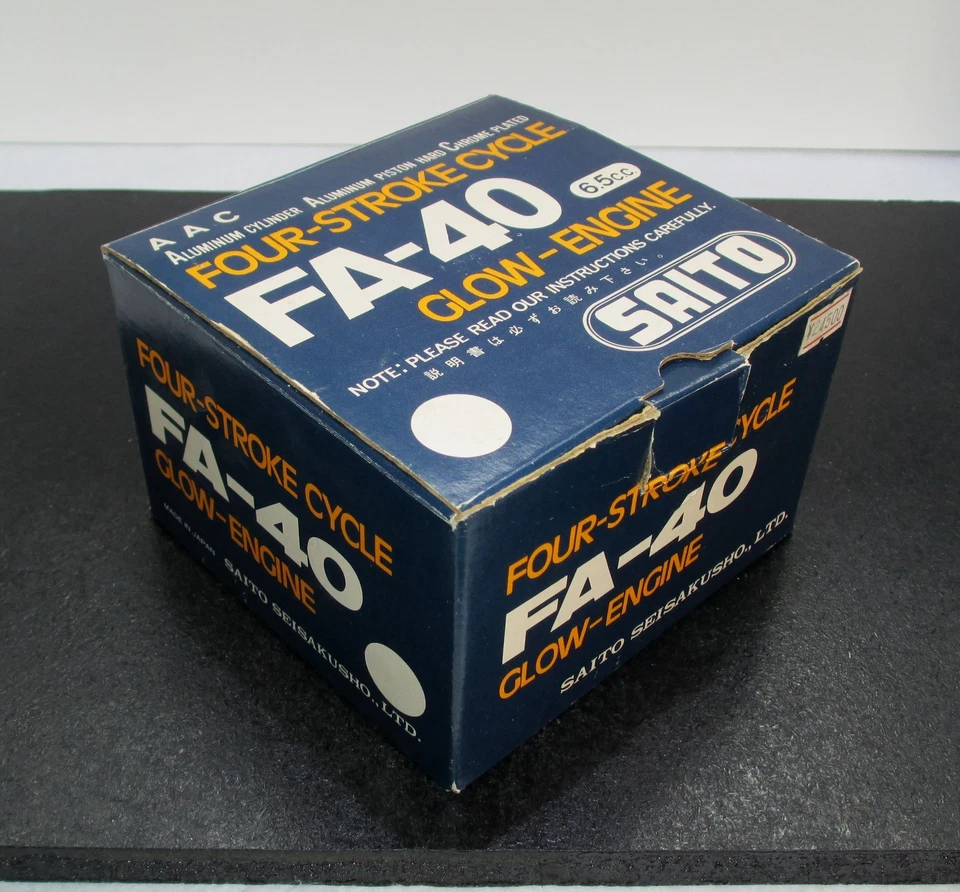 A A C
ALUMINUM CYLINDER ALUMINUM PISTON HARD CHROME PLATED
FOUR-STROKE CYCLE
FA-40
6.5c.c.
GLOW-ENGINE
NOTE: PLEASE READ OUR INSTRUCTIONS CAREFULLY.
説明書は必ずお読み下さい。
SAITO
FOUR-STROKE CYCLE
FA-40
GLOW-ENGINE
MADE IN JAPAN
SAITO SEISAKUSHO., LTD.
FOUR-STROKE CYCLE
FA-40
GLOW-ENGINE
SAITO SEISAKUSHO., LTD.